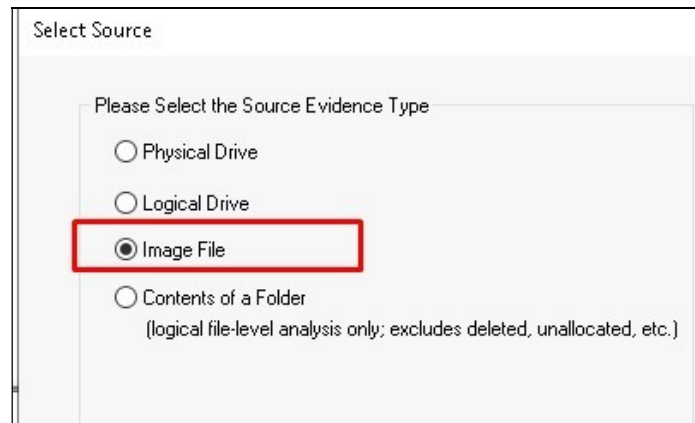 Select Source
Please Select the Source Evidence Type
Physical Drive
Logical Drive
Image File
Contents of a Folder
(logical file-level analysis only; excludes deleted, unallocated, etc.)